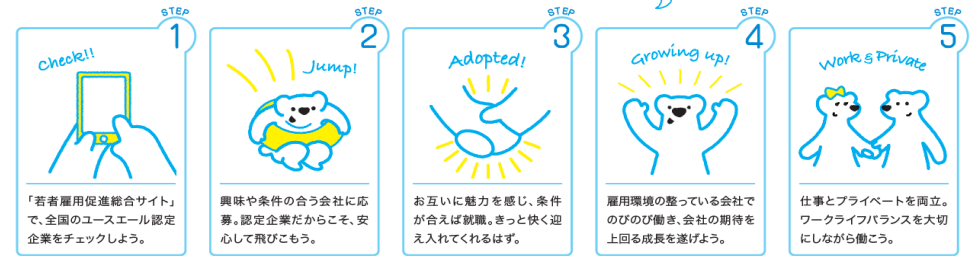 STEP
1
Check!!
「若者雇用促進総合サイト」
で、全国のユースエール認定
企業をチェックしよう。
STEP
2
Jump!
興味や条件の合う会社に応
募。認定企業だからこそ、安
心して飛びこもう。
STEP
3
Adopted!
お互いに魅力を感じ、条件
が合えば就職。きっと快く迎
え入れてくれるはず。
STEP
4
Growing up!
雇用環境の整っている会社で
のびのび働き、会社の期待を
上回る成長を遂げよう。
STEP
5
Work & Private
仕事とプライベートを両立。
ワークライフバランスを大切
にしながら働こう。